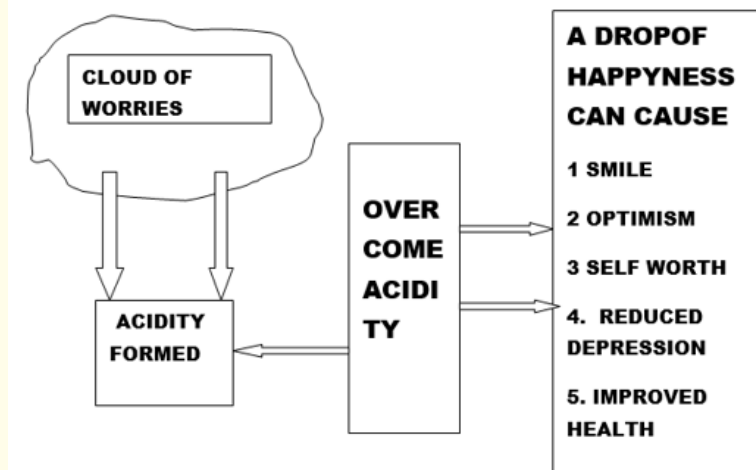 CLOUD OF
WORRIES
ACIDITY
FORMED
OVER
COME
ACIDI
TY
A DROPOF
HAPPYNESS
CAN CAUSE
1 SMILE
2 OPTIMISM
3 SELF WORTH
4. REDUCED
DEPRESSION
5. IMPROVED
HEALTH